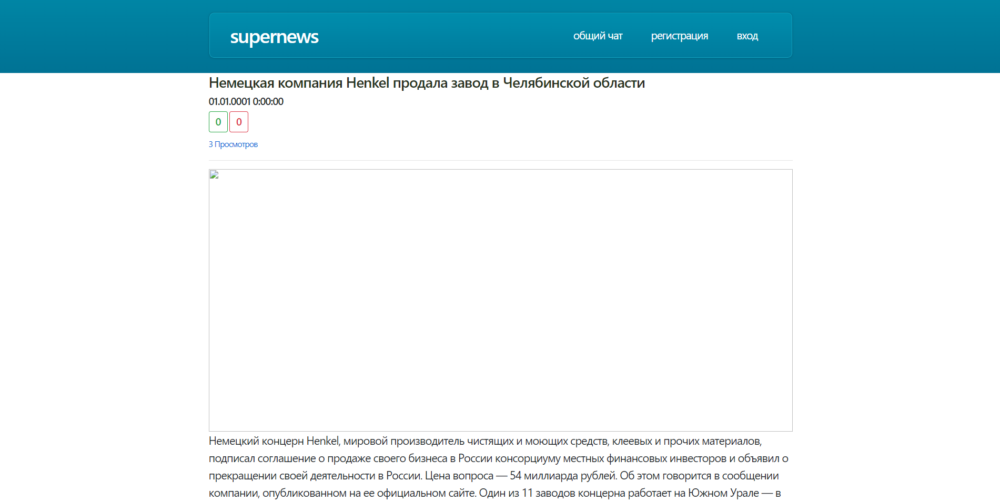 supernews
общий чат
регистрация
вход
Немецкая компания Henkel продала завод в Челябинской области
01.01.0001 0:00:00
0 0
3 Просмотров
Немецкий концерн Henkel, мировой производитель чистящих и моющих средств, клеевых и прочих материалов,
подписал соглашение о продаже своего бизнеса в России консорциуму местных финансовых инвесторов и объявил о
прекращении своей деятельности в России. Цена вопроса — 54 миллиарда рублей. Об этом говорится в сообщении
компании, опубликованном на ее официальном сайте. Один из 11 заводов концерна работает на Южном Урале — в